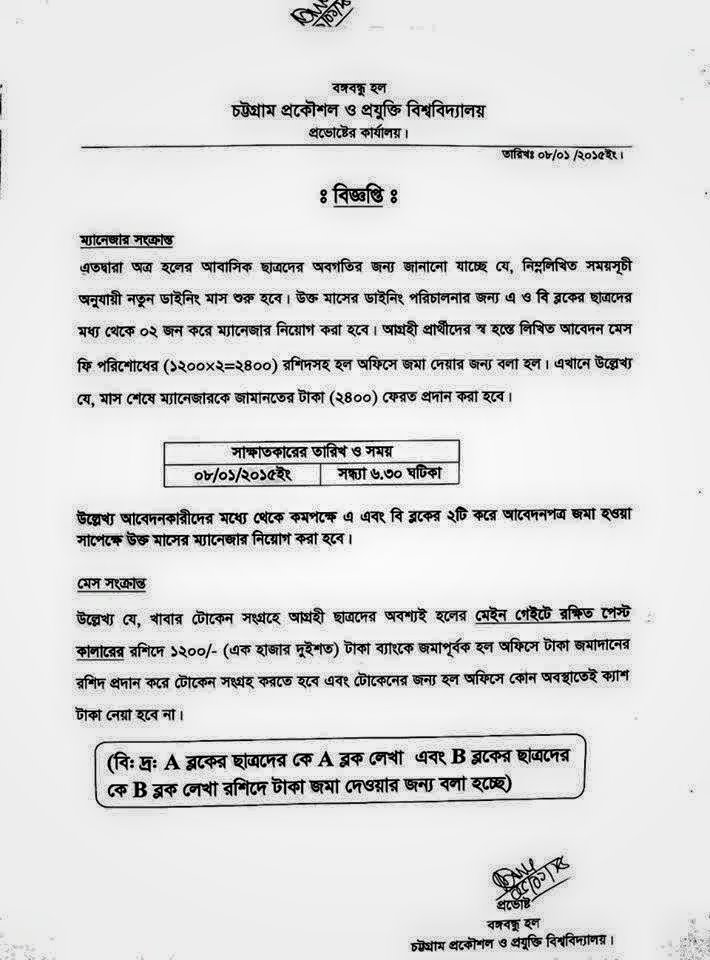 বঙ্গবন্ধু হল
চট্টগ্রাম প্রকৌশল ও প্রযুক্তি বিশ্ববিদ্যালয়
প্রভোষ্টের কার্যালয়।
তারিখঃ ০৮/০১ /২০১৫ইং।
ঃ বিজ্ঞপ্তি ঃ
ম্যানেজার সংক্রান্ত
এতদ্বারা অত্র হলের আবাসিক ছাত্রদের অবগতির জন্য জানানো যাচ্ছে যে, নিম্নলিখিত সময়সূচী
অনুযায়ী নতুন ডাইনিং মাস শুরু হবে। উক্ত মাসের ডাইনিং পরিচালনার জন্য এ ও বি ব্লকের ছাত্রদের
মধ্য থেকে ০২ জন করে ম্যানেজার নিয়োগ করা হবে। আগ্রহী প্রার্থীদের স্ব হস্তে লিখিত আবেদন মেস
ফি পরিশোধের (১২০০×২=২৪০০) রশিদসহ হল অফিসে জমা দেয়ার জন্য বলা হল। এখানে উল্লেখ্য
যে, মাস শেষে ম্যানেজারকে জামানতের টাকা (২৪০০) ফেরত প্রদান করা হবে।
সাক্ষাতকারের তারিখ ও সময়
০৮/০১/২০১৫ইং সন্ধ্যা ৬.৩০ ঘটিকা
উল্লেখ্য আবেদনকারীদের মধ্যে থেকে কমপক্ষে এ এবং বি ব্লকের ২টি করে আবেদনপত্র জমা হওয়া
সাপেক্ষে উক্ত মাসের ম্যানেজার নিয়োগ করা হবে।
মেস সংক্রান্ত
উল্লেখ্য যে, খাবার টোকেন সংগ্রহে আগ্রহী ছাত্রদের অবশ্যই হলের মেইন গেইটে রক্ষিত পেস্ট
কালারের রশিদে ১২০০/- (এক হাজার দুইশত) টাকা ব্যাংকে জমাপূর্বক হল অফিসে টাকা জমাদানের
রশিদ প্রদান করে টোকেন সংগ্রহ করতে হবে এবং টোকেনের জন্য হল অফিসে কোন অবস্থাতেই ক্যাশ
টাকা নেয়া হবে না।
(বিঃ দ্রঃ A ব্লকের ছাত্রদের কে A ব্লক লেখা এবং B ব্লকের ছাত্রদের
কে B ব্লক লেখা রশিদে টাকা জমা দেওয়ার জন্য বলা হচ্ছে)
প্রভোষ্ট
বঙ্গবন্ধু হল
চট্টগ্রাম প্রকৌশল ও প্রযুক্তি বিশ্ববিদ্যালয়।